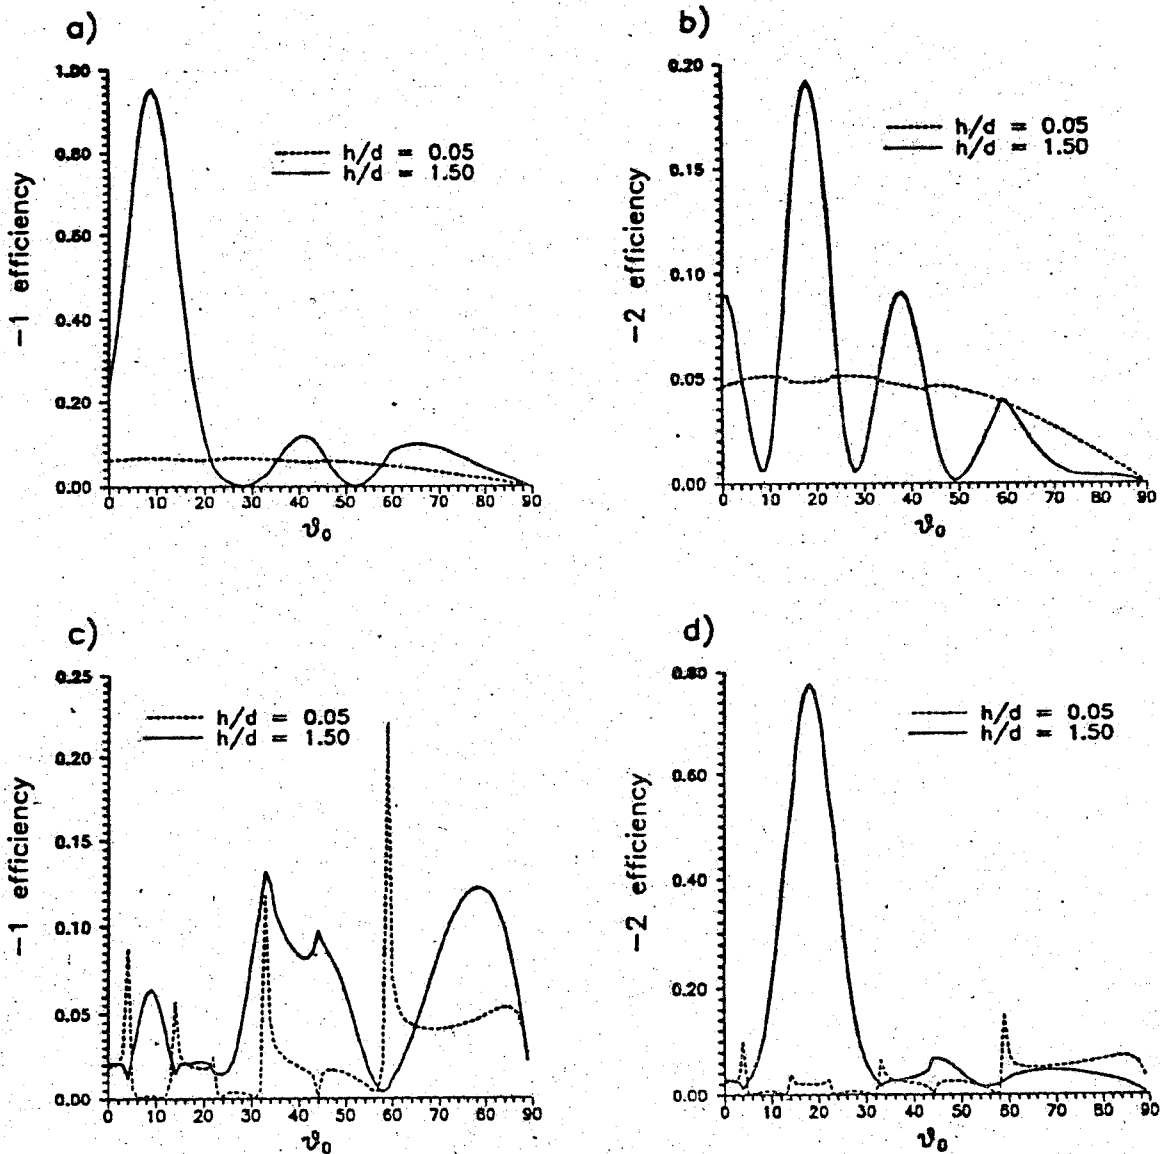 a)
1.00
0.80
0.60
0.40
0.20
0.00
-1 efficiency
h/d = 0.05
h/d = 1.50
0 10 20 30 40 50 60 70 80 90
ϑ₀
b)
0.20
0.15
0.10
0.05
0.00
-2 efficiency
h/d = 0.05
h/d = 1.50
0 10 20 30 40 50 60 70 80 90
ϑ₀
c)
0.25
0.20
0.15
0.10
0.05
0.00
-1 efficiency
h/d = 0.05
h/d = 1.50
0 10 20 30 40 50 60 70 80 90
ϑ₀
d)
0.80
0.60
0.40
0.20
0.00
-2 efficiency
h/d = 0.05
h/d = 1.50
0 10 20 30 40 50 60 70 80 90
ϑ₀